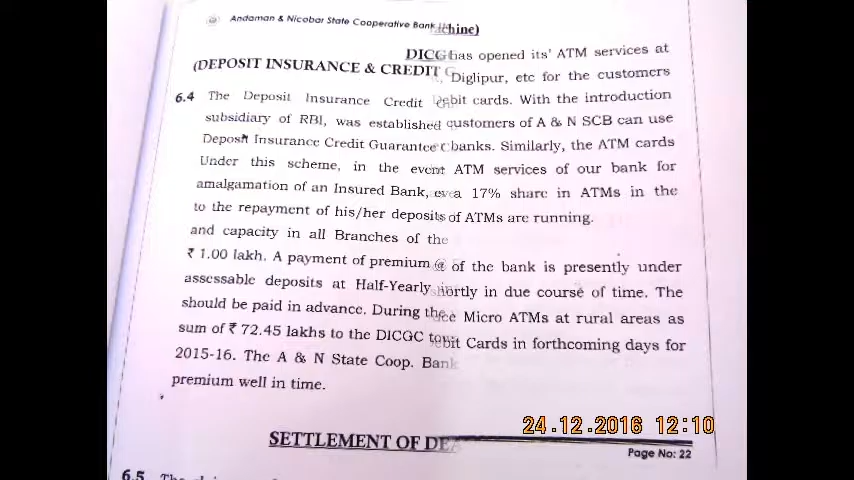 Andaman & Nicobar State Cooperative Bank
chine)
DICG has opened its' ATM services at
(DEPOSIT INSURANCE & CREDIT Diglipur, etc for the customers
6.4 The Deposit Insurance Credit debit cards. With the introduction
subsidiary of RBI, was established customers of A & N SCB can use
Deposit Insurance Credit Guarantee banks. Similarly, the ATM cards
Under this scheme, in the event ATM services of our bank for
amalgamation of an Insured Bank, a 17% share in ATMs in the
to the repayment of his/her deposits of ATMs are running.
and capacity in all Branches of the
₹ 1.00 lakh. A payment of premium @ of the bank is presently under
assessable deposits at Half-Yearly shortly in due course of time. The
should be paid in advance. During the Micro ATMs at rural areas as
sum of ₹ 72.45 lakhs to the DICGC Debit Cards in forthcoming days for
2015-16. The A & N State Coop. Bank
premium well in time.
24.12.2016 12:10
SETTLEMENT OF DE
Page No: 22
6.5